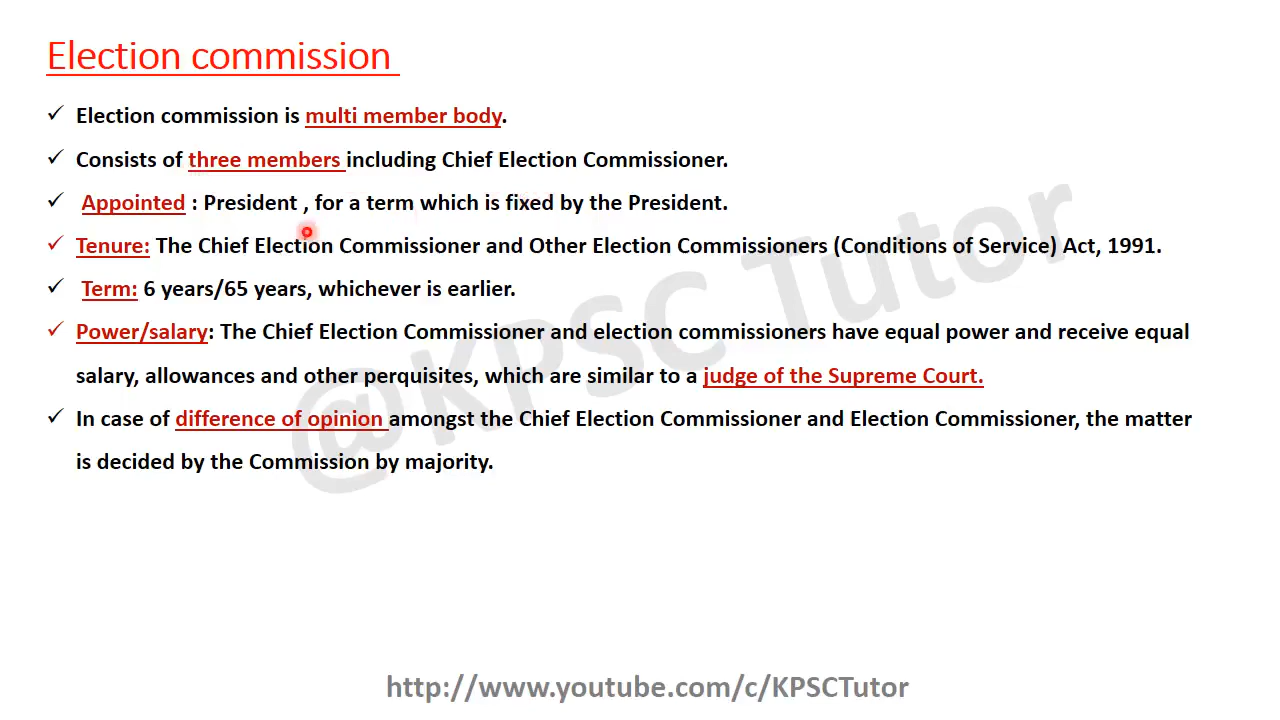 Election commission
✓ Election commission is multi member body.
✓ Consists of three members including Chief Election Commissioner.
✓ Appointed : President , for a term which is fixed by the President.
✓ Tenure: The Chief Election Commissioner and Other Election Commissioners (Conditions of Service) Act, 1991.
✓ Term: 6 years/65 years, whichever is earlier.
✓ Power/salary: The Chief Election Commissioner and election commissioners have equal power and receive equal
salary, allowances and other perquisites, which are similar to a judge of the Supreme Court.
✓ In case of difference of opinion amongst the Chief Election Commissioner and Election Commissioner, the matter
is decided by the Commission by majority.
@KPSC Tutor
http://www.youtube.com/c/KPSCTutor